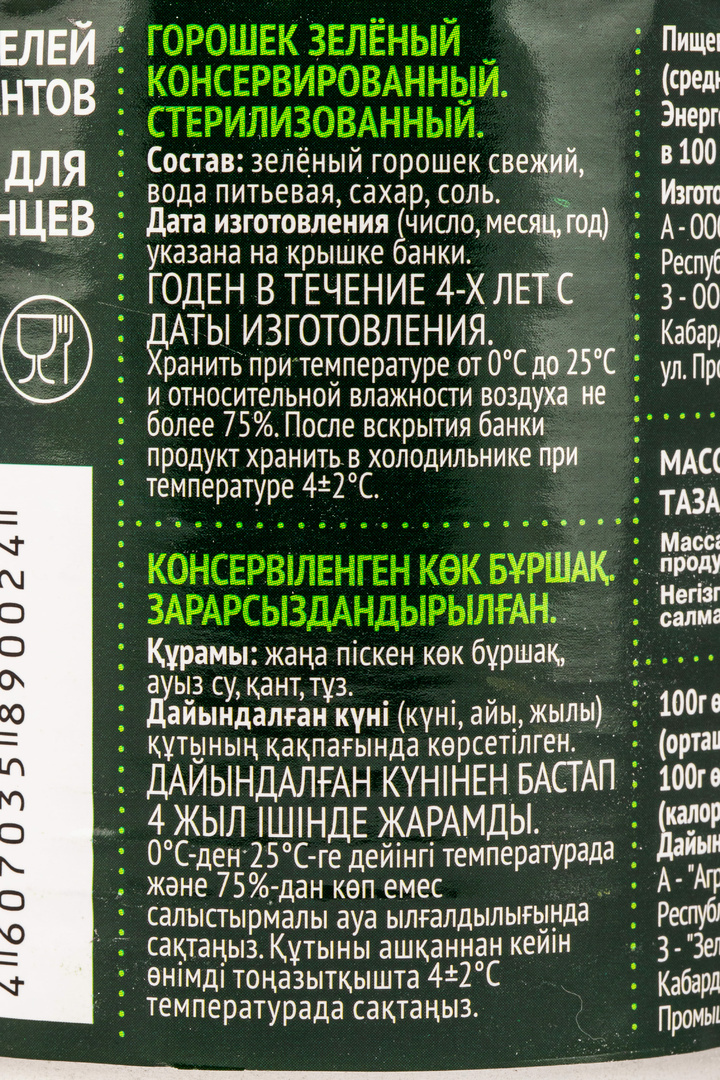 ДЛЯ
ГОРОШЕК ЗЕЛЁНЫЙ
КОНСЕРВИРОВАННЫЙ.
СТЕРИЛИЗОВАННЫЙ.
Состав: зелёный горошек свежий,
вода питьевая, сахар, соль.
Дата изготовления (число, месяц, год)
указана на крышке банки.
ГОДЕН В ТЕЧЕНИЕ 4-Х ЛЕТ С
ДАТЫ ИЗГОТОВЛЕНИЯ.
Хранить при температуре от 0°С до 25°С
и относительной влажности воздуха не
более 75%. После вскрытия банки
продукт хранить в холодильнике при
температуре 4±2°С.
КОНСЕРВІЛЕНГЕН КӨК БҰРШАҚ.
ЗАРАРСЫЗДАНДЫРЫЛҒАН.
Құрамы: жаңа піскен көк бұршақ,
ауыз су, қант, тұз.
Дайындалған күні (күні, айы, жылы)
құтының қақпағында көрсетілген.
ДАЙЫНДАЛҒАН КҮНІНЕН БАСТАП
4 ЖЫЛ ІШІНДЕ ЖАРАМДЫ.
0°С-ден 25°С-ге дейінгі температурада
және 75%-дан көп емес
салыстырмалы ауа ылғалдылығында
сақтаңыз. Құтыны ашқаннан кейін
өнімді тоңазытқышта 4±2°С
температурада сақтаңыз.
4607035890024
в 100
А -
З -
ул.
100г
100г
А -
З -